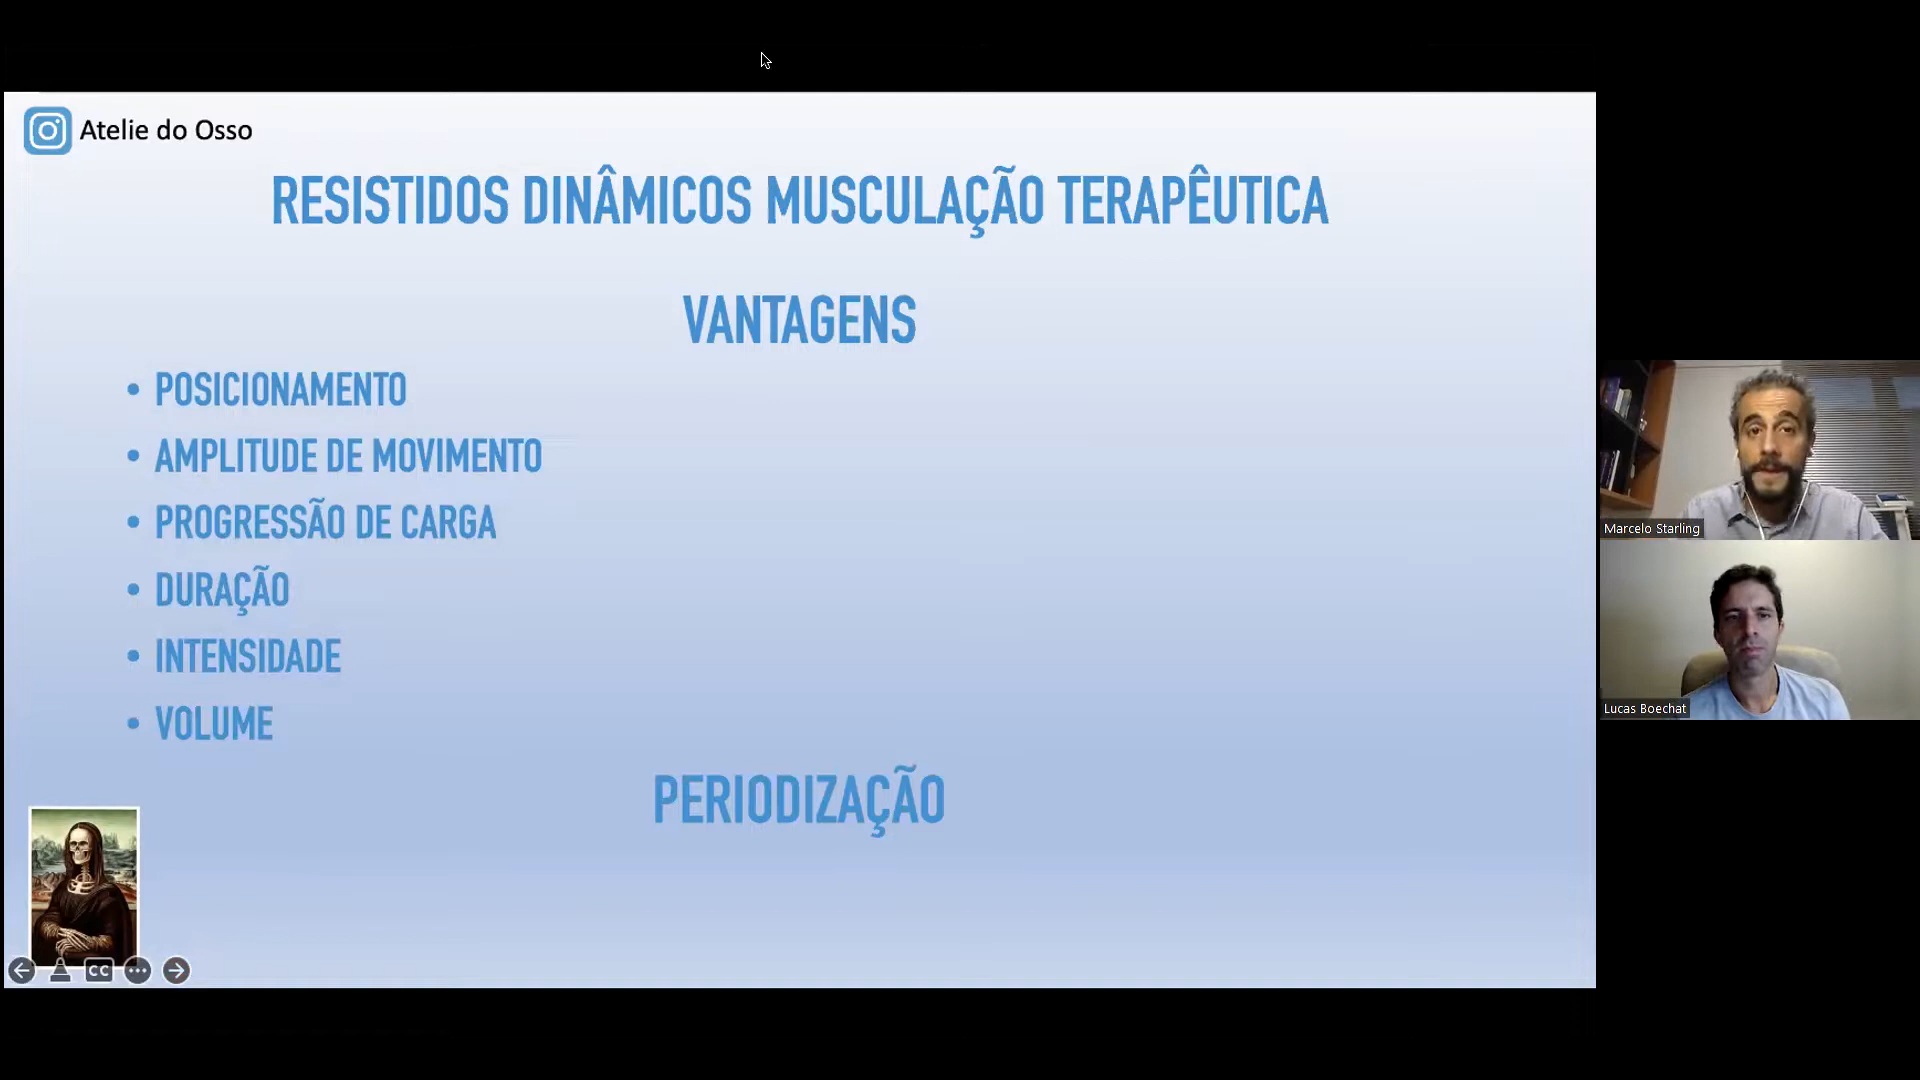 Atelie do Osso
RESISTIDOS DINÂMICOS MUSCULAÇÃO TERAPÊUTICA
VANTAGENS
• POSICIONAMENTO
• AMPLITUDE DE MOVIMENTO
• PROGRESSÃO DE CARGA
• DURAÇÃO
• INTENSIDADE
• VOLUME
PERIODIZAÇÃO
CC
Marcelo Starling
Lucas Boechat